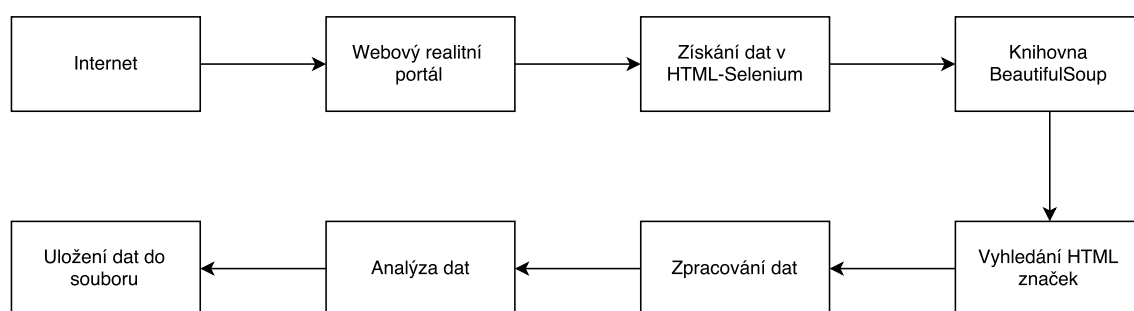 Internet
Webový realitní
portál
Získání dat v
HTML-Selenium
Knihovna
BeautifulSoup
Vyhledání HTML
značek
Zpracování dat
Analýza dat
Uložení dat do
souboru